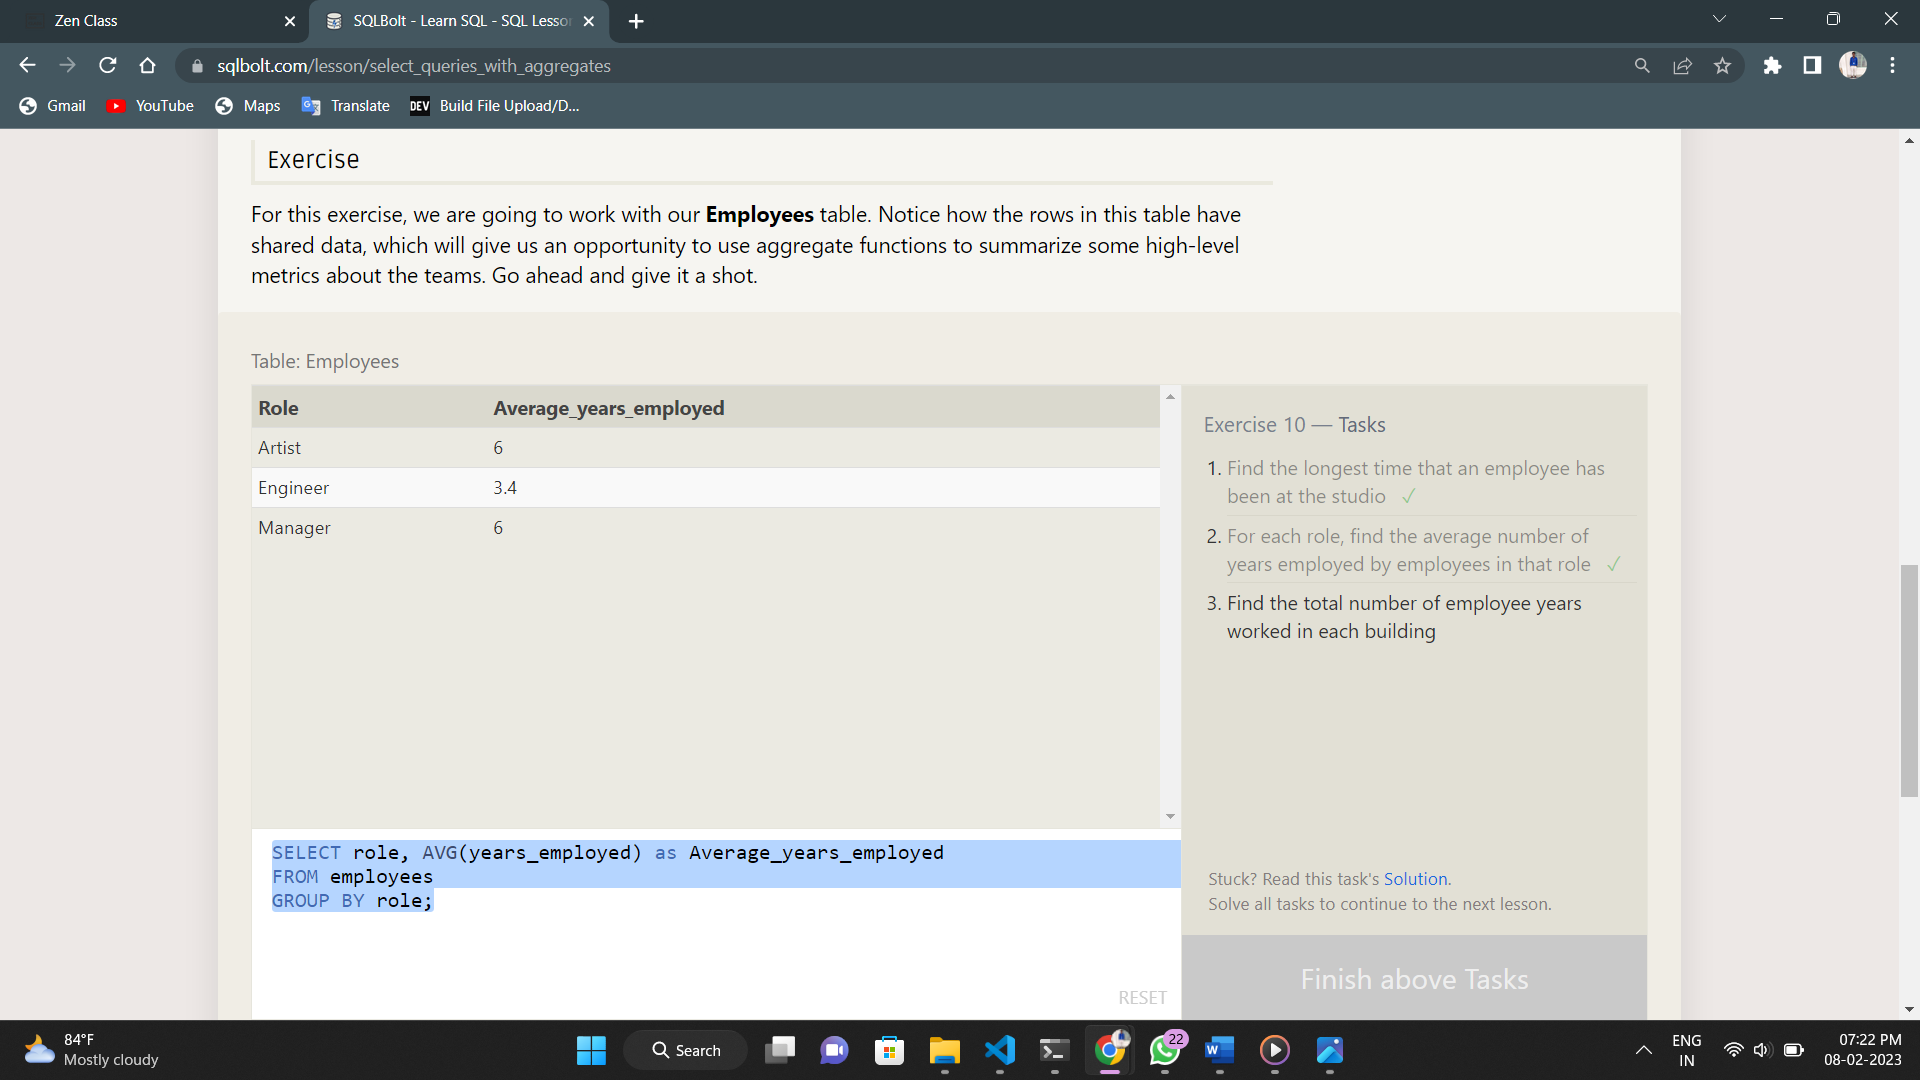 Zen Class
SQLBolt - Learn SQL - SQL Lesson
sqlbolt.com/lesson/select_queries_with_aggregates
Gmail
YouTube
Maps
Translate
DEV
Build File Upload/D...
Exercise
For this exercise, we are going to work with our Employees table. Notice how the rows in this table have
shared data, which will give us an opportunity to use aggregate functions to summarize some high-level
metrics about the teams. Go ahead and give it a shot.
Table: Employees
Role Average_years_employed
Artist 6
Engineer 3.4
Manager 6
SELECT role, AVG(years_employed) as Average_years_employed
FROM employees
GROUP BY role;
RESET
Exercise 10 — Tasks
1. Find the longest time that an employee has
been at the studio ✓
2. For each role, find the average number of
years employed by employees in that role ✓
3. Find the total number of employee years
worked in each building
Stuck? Read this task's Solution.
Solve all tasks to continue to the next lesson.
Finish above Tasks
84°F
Mostly cloudy
Search
22
ENG
IN
07:22 PM
08-02-2023